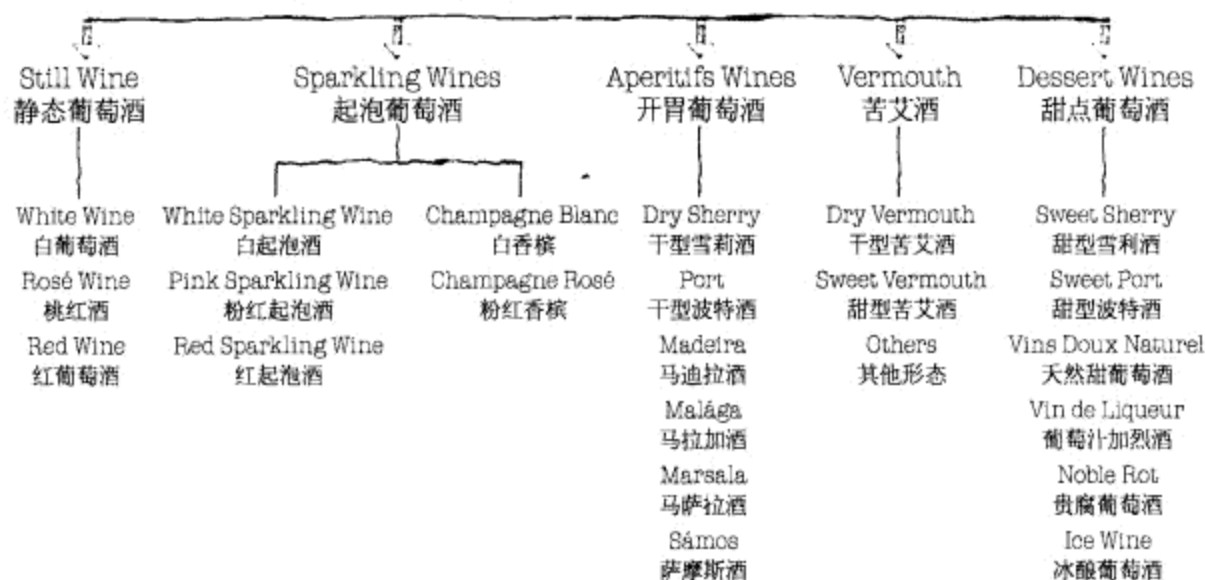 Still Wine
静态葡萄酒
Sparkling Wines
起泡葡萄酒
Aperitifs Wines
开胃葡萄酒
Vermouth
苦艾酒
Dessert Wines
甜点葡萄酒
White Wine
白葡萄酒
Rosé Wine
桃红酒
Red Wine
红葡萄酒
White Sparkling Wine
白起泡酒
Pink Sparkling Wine
粉红起泡酒
Red Sparkling Wine
红起泡酒
Champagne Blanc
白香槟
Champagne Rosé
粉红香槟
Dry Sherry
干型雪莉酒
Port
干型波特酒
Madeira
马迪拉酒
Malága
马拉加酒
Marsala
马萨拉酒
Sámos
萨摩斯酒
Dry Vermouth
干型苦艾酒
Sweet Vermouth
甜型苦艾酒
Others
其他形态
Sweet Sherry
甜型雪利酒
Sweet Port
甜型波特酒
Vins Doux Naturel
天然甜葡萄酒
Vin de Liqueur
葡萄汁加烈酒
Noble Rot
贵腐葡萄酒
Ice Wine
冰酿葡萄酒